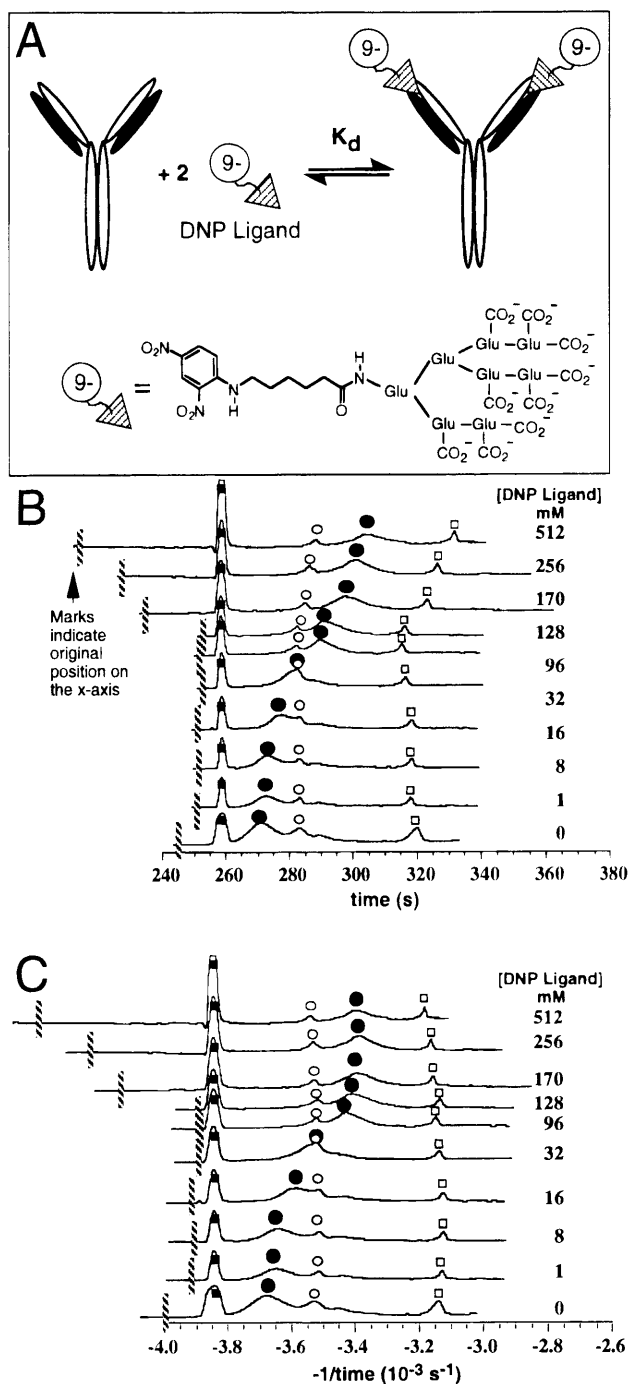 A
9-
9-
+ 2
9-
Kd
DNP Ligand
CO2- CO2-
Glu – Glu – CO2-
Glu
Glu – Glu – CO2-
O2N
H
N
9-
=
Glu
CO2- CO2-
N
H
O
NO2
Glu – Glu – CO2-
CO2- CO2-
B
[DNP Ligand]
mM
512
256
170
128
96
32
16
8
1
0
Marks
indicate
original
position on
the x-axis
240 260 280 300 320 340 360 380
time (s)
C
[DNP Ligand]
mM
512
256
170
128
96
32
16
8
1
0
-4.0 -3.8 -3.6 -3.4 -3.2 -3.0 -2.8 -2.6
-1/time (10-3 s-1)